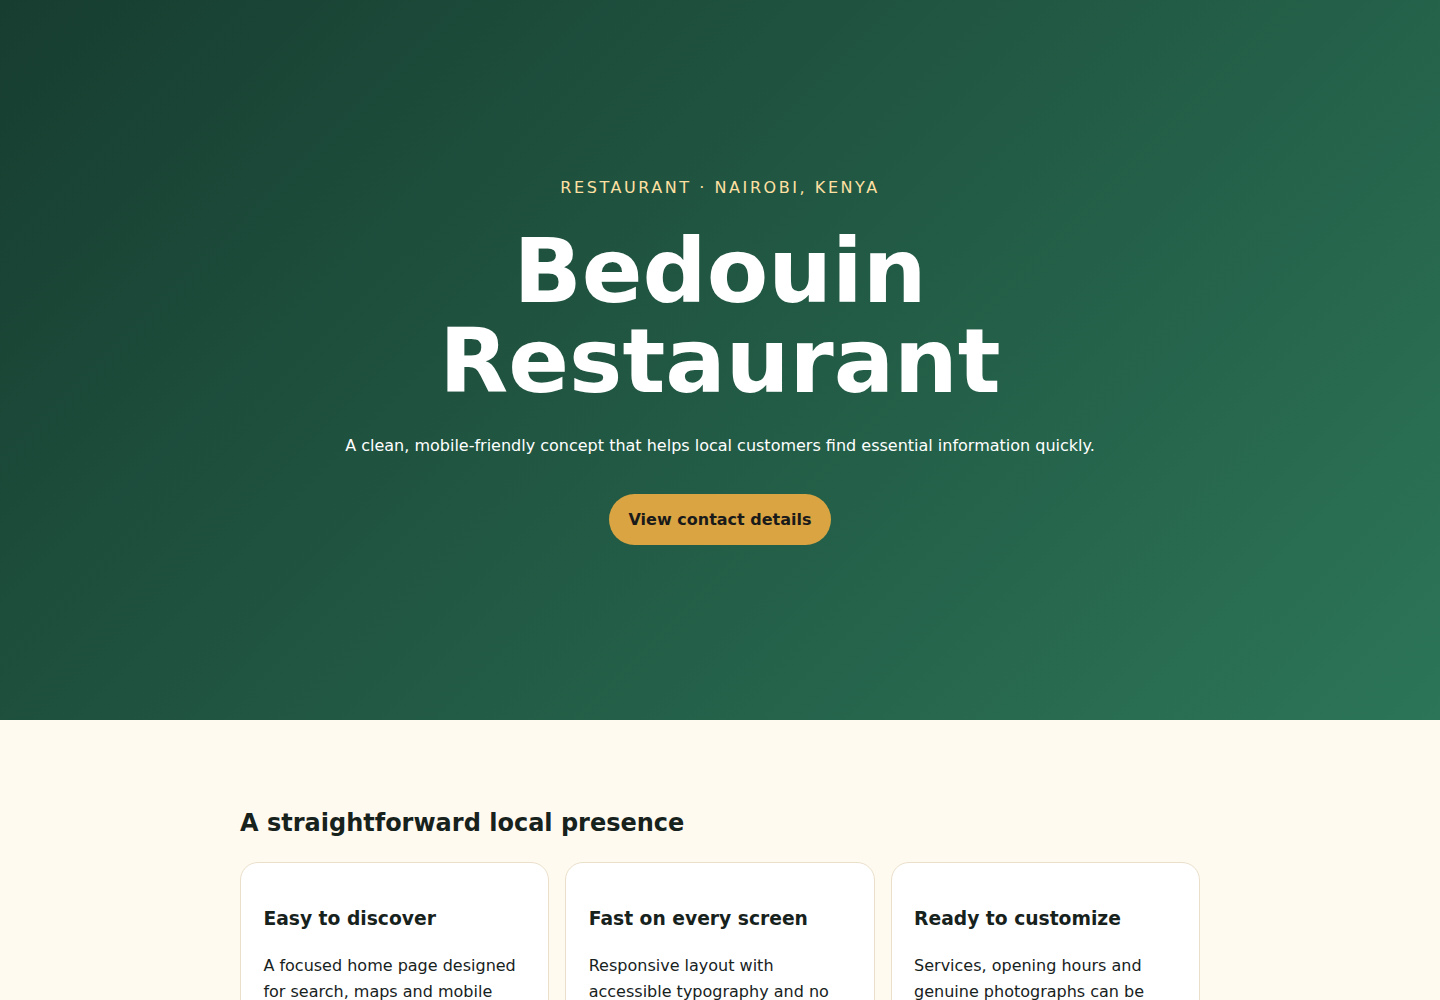 RESTAURANT · NAIROBI, KENYA
Bedouin
Restaurant
A clean, mobile-friendly concept that helps local customers find essential information quickly.
View contact details
A straightforward local presence
Easy to discover
A focused home page designed
for search, maps and mobile
Fast on every screen
Responsive layout with
accessible typography and no
Ready to customize
Services, opening hours and
genuine photographs can be